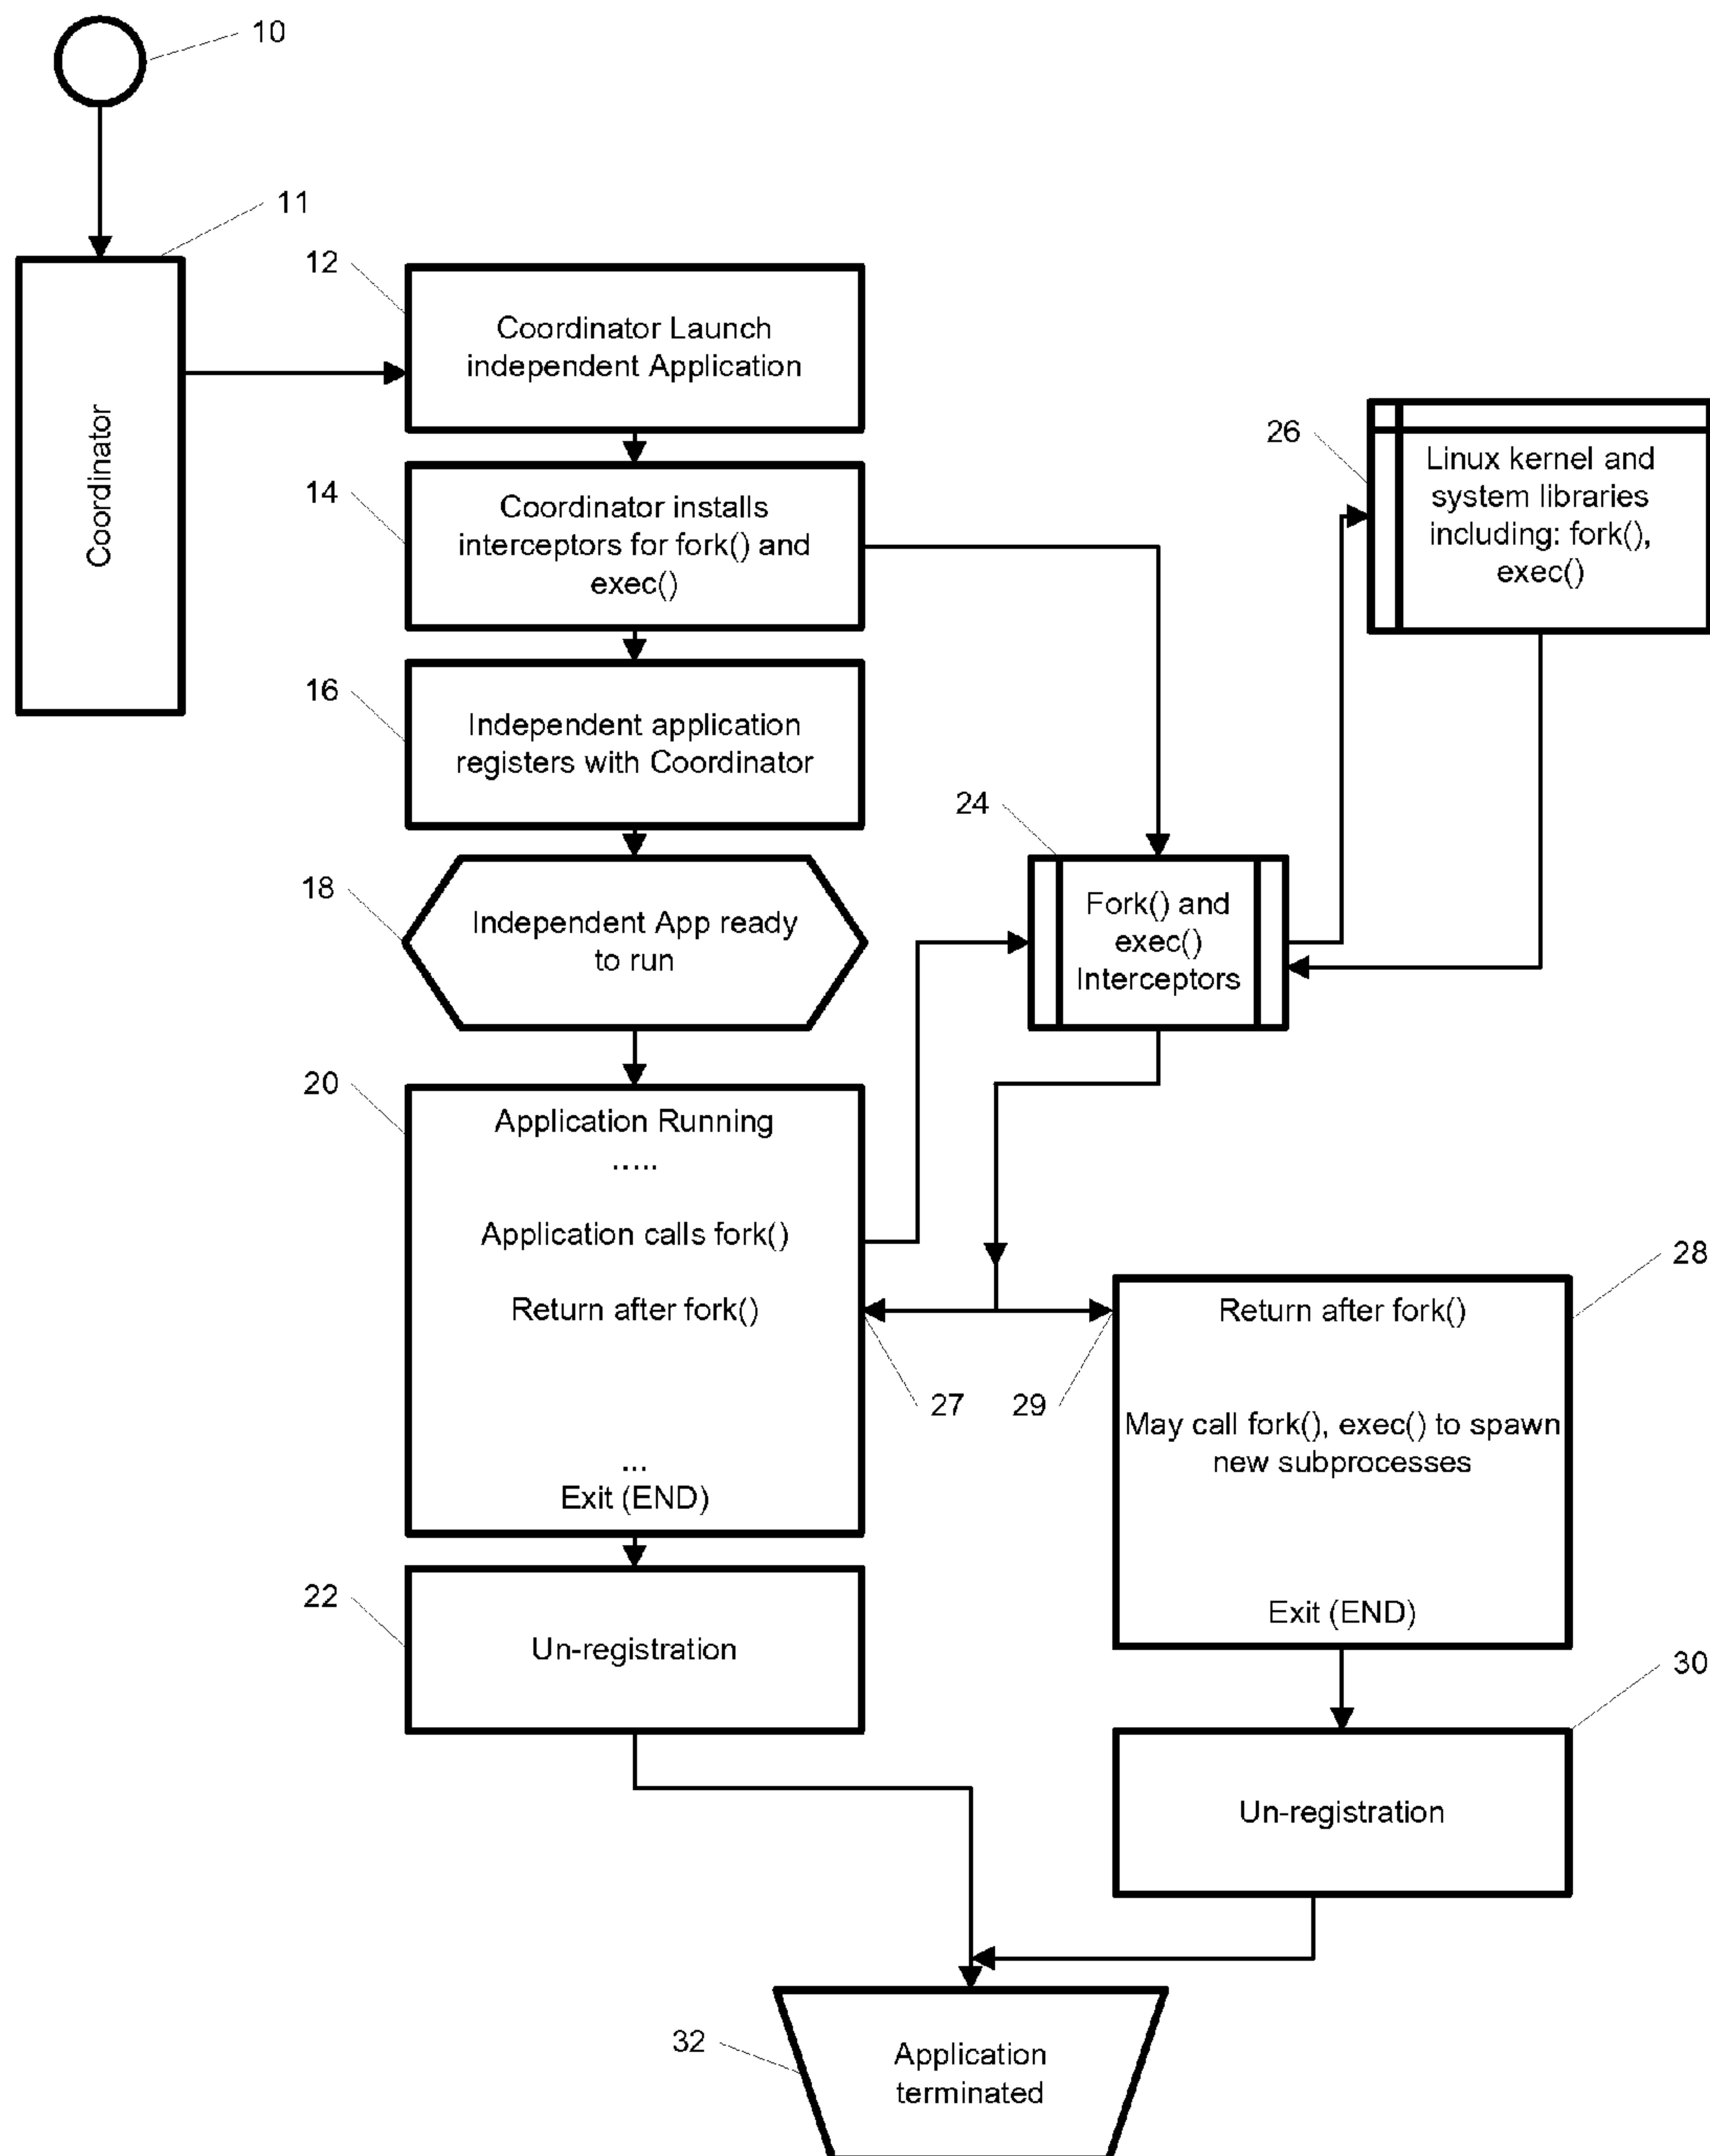 10
11
Coordinator
12
Coordinator Launch
independent Application
14
Coordinator installs
interceptors for fork() and
exec()
26
Linux kernel and
system libraries
including: fork(),
exec()
16
Independent application
registers with Coordinator
24
Fork() and
exec()
Interceptors
18
Independent App ready
to run
20
Application Running
.....
Application calls fork()
Return after fork()
...
Exit (END)
27
29
28
Return after fork()
May call fork(), exec() to spawn
new subprocesses
Exit (END)
22
Un-registration
30
Un-registration
32
Application
terminated